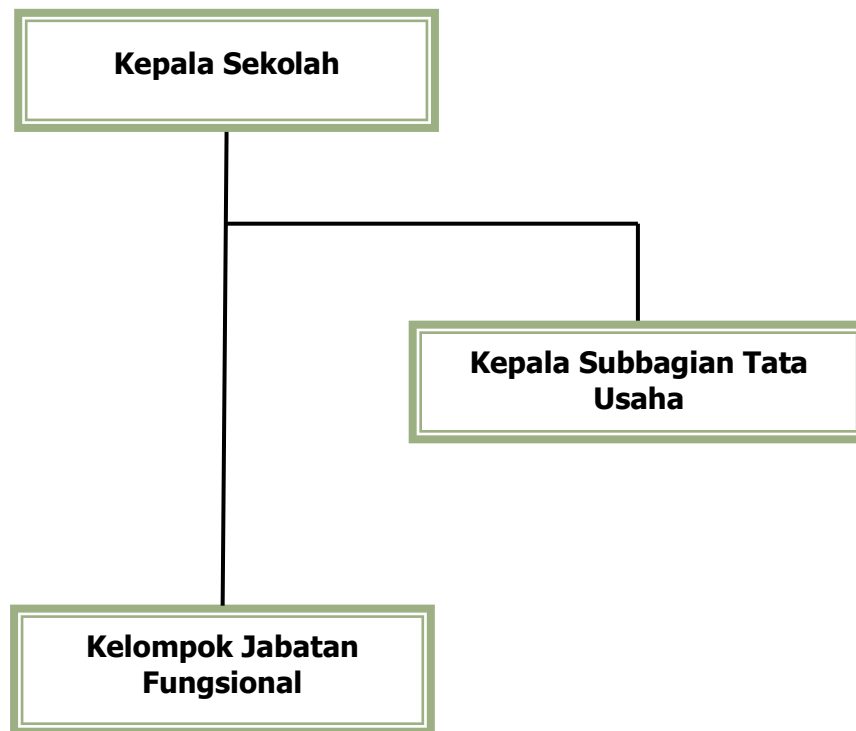 Kepala Sekolah
Kepala Subbagian Tata
Usaha
Kelompok Jabatan
Fungsional